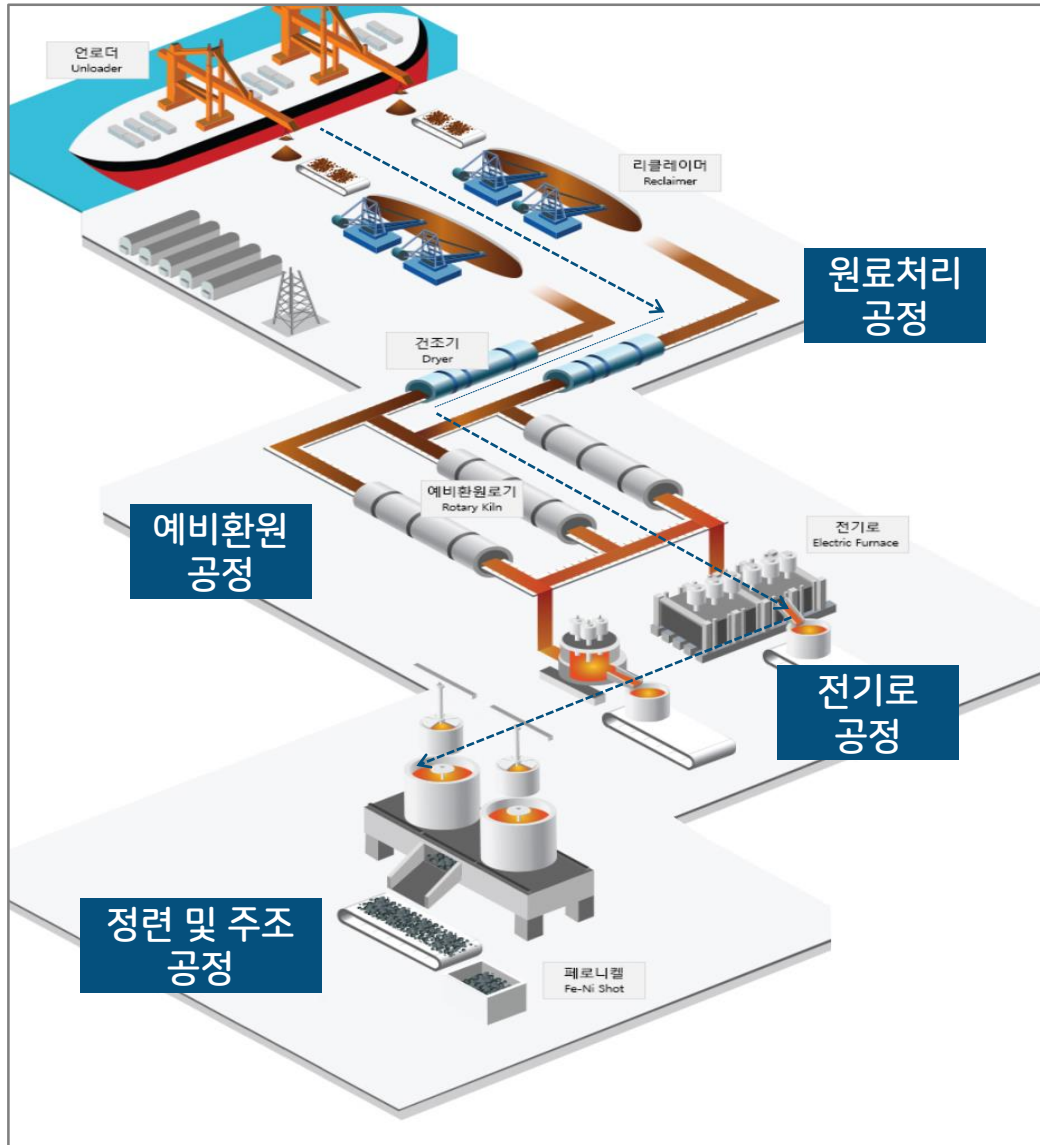 언로더
Unloader
리클레이머
Reclaimer
원료처리
공정
건조기
Dryer
예비환원로기
Rotary Kiln
예비환원
공정
전기로
Electric Furnace
전기로
공정
정련 및 주조
공정
페로니켈
Fe-Ni Shot